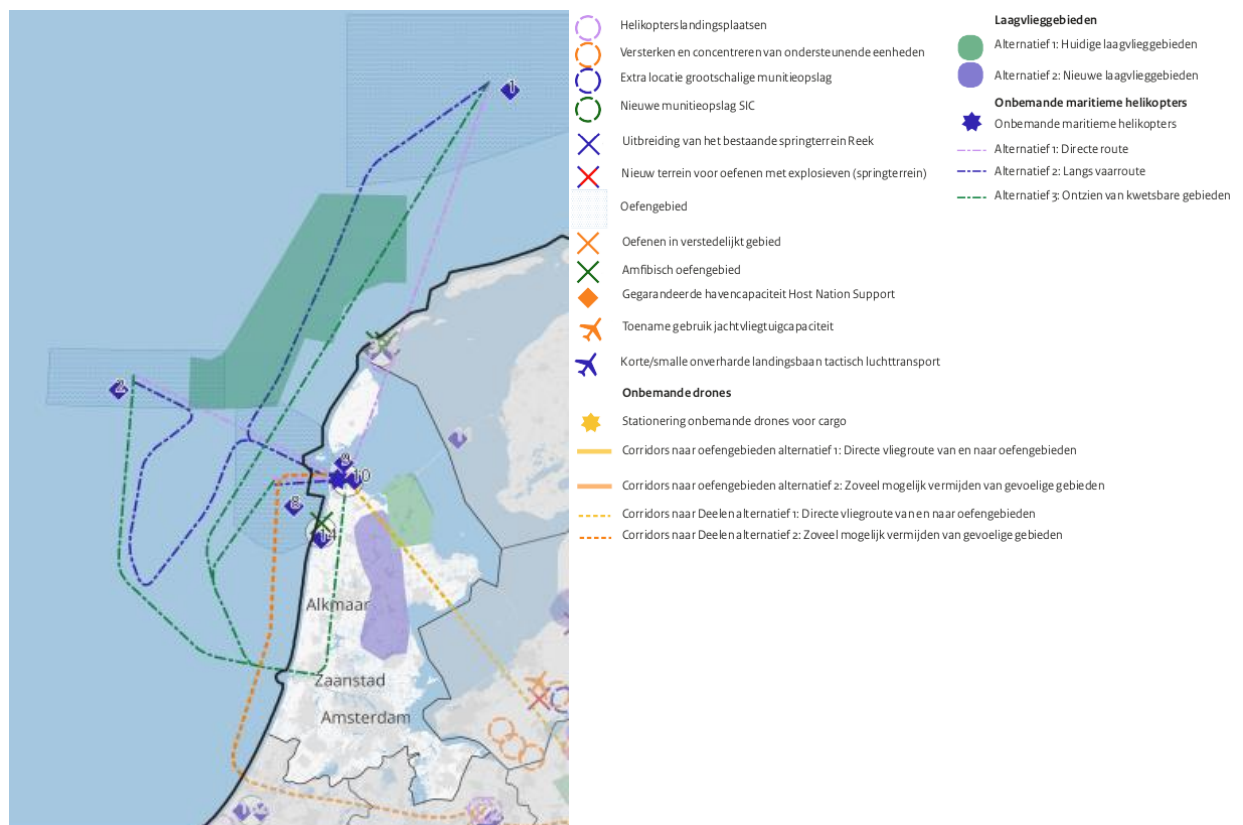 1
2
9
10
8
14
Alkmaar
Zaanstad
Amsterdam
Helikopterslandingsplaatsen
Versterken en concentreren van ondersteunende eenheden
Extra locatie grootschalige munitieopslag
Nieuwe munitieopslag SIC
Uitbreiding van het bestaande springterrein Reek
Nieuw terrein voor oefenen met explosieven (springterrein)
Oefengebied
Oefenen in verstedelijkt gebied
Amfibisch oefengebied
Gegarandeerde havencapaciteit Host Nation Support
Toename gebruik jachtvliegtuigcapaciteit
Korte/smalle onverharde landingsbaan tactisch luchttransport
Onbemande drones
Stationering onbemande drones voor cargo
Corridors naar oefengebieden alternatief 1: Directe vliegroute van en naar oefengebieden
Corridors naar oefengebieden alternatief 2: Zoveel mogelijk vermijden van gevoelige gebieden
Corridors naar Deelen alternatief 1: Directe vliegroute van en naar oefengebieden
Corridors naar Deelen alternatief 2: Zoveel mogelijk vermijden van gevoelige gebieden
Laagvlieggebieden
Alternatief 1: Huidige laagvlieggebieden
Alternatief 2: Nieuwe laagvlieggebieden
Onbemande maritieme helikopters
Onbemande maritieme helikopters
Alternatief 1: Directe route
Alternatief 2: Langs vaarroute
Alternatief 3: Ontzien van kwetsbare gebieden